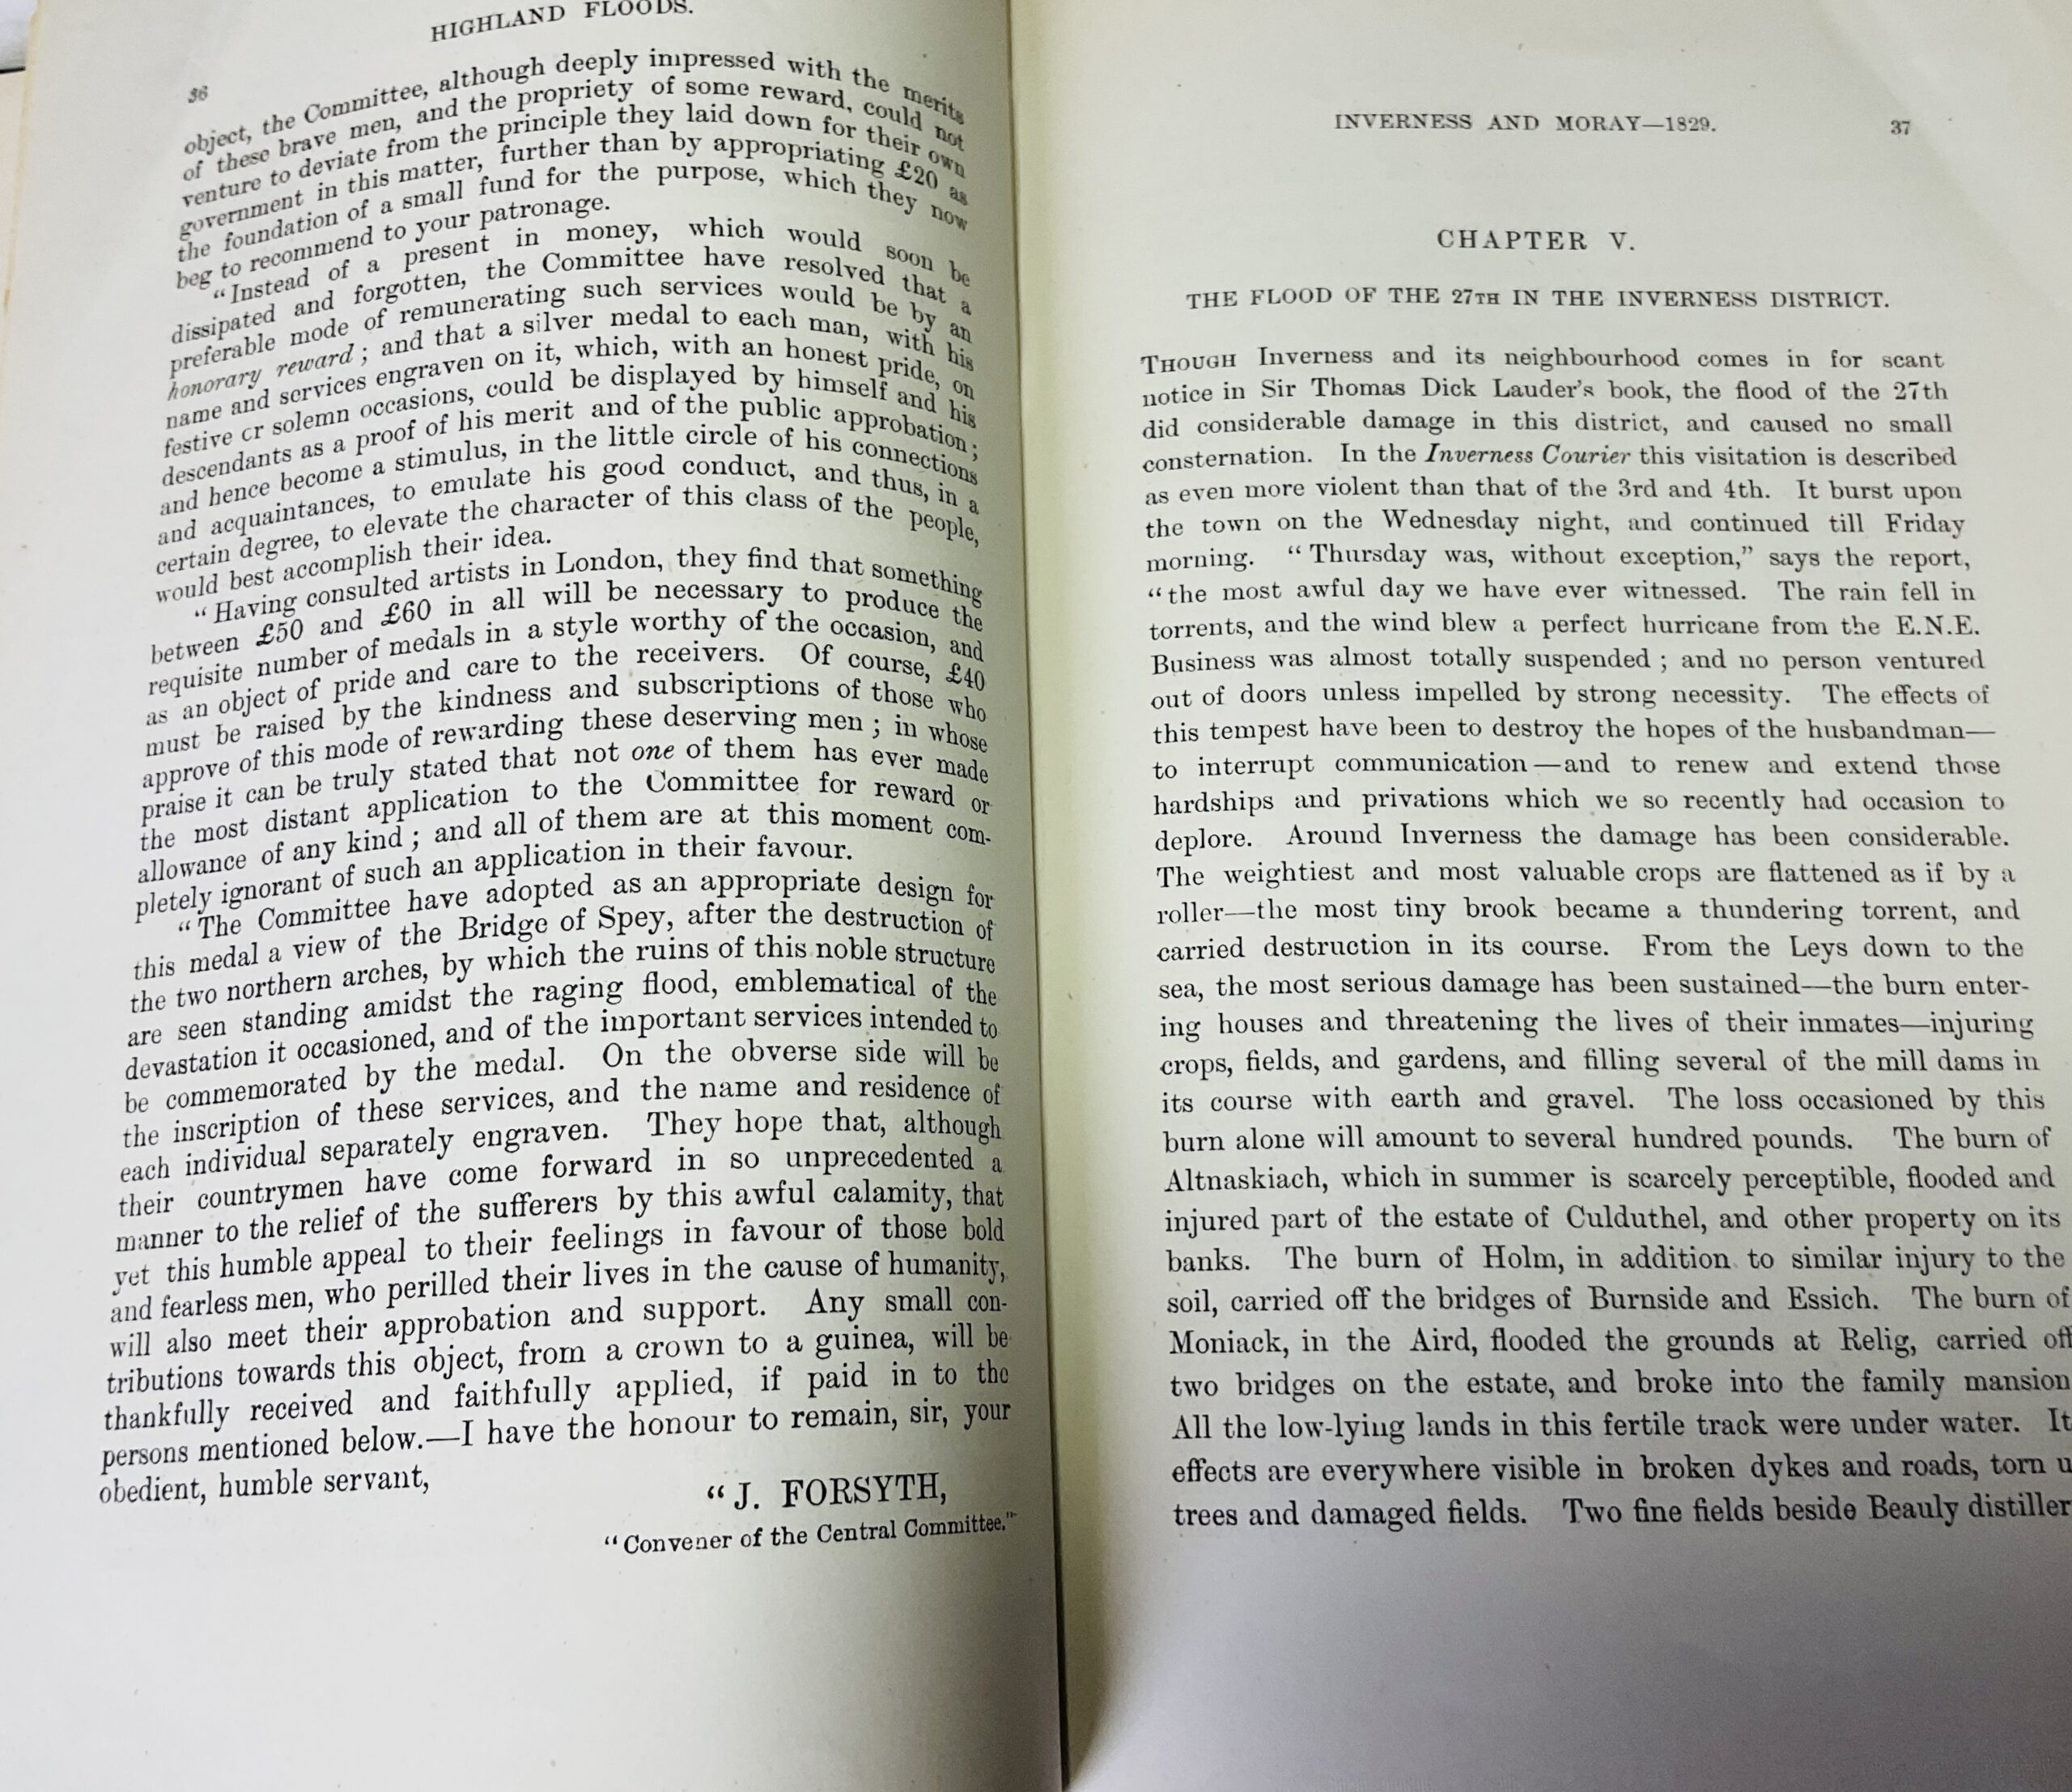 HIGHLAND FLOODS.
36
object, the Committee, although deeply impressed with the merits
of these brave men, and the propriety of some reward, could not
venture to deviate from the principle they laid down for their own
government in this matter, further than by appropriating £20 as
the foundation of a small fund for the purpose, which they now
beg to recommend to your patronage.
“Instead of a present in money, which would soon be
dissipated and forgotten, the Committee have resolved that a
preferable mode of remunerating such services would be by an
honorary reward ; and that a silver medal to each man, with his
name and services engraven on it, which, with an honest pride, on
festive or solemn occasions, could be displayed by himself and his
descendants as a proof of his merit and of the public approbation ;
and hence become a stimulus, in the little circle of his connections
and acquaintances, to emulate his good conduct, and thus, in a
certain degree, to elevate the character of this class of the people,
would best accomplish their idea.
“Having consulted artists in London, they find that something
between £50 and £60 in all will be necessary to produce the
requisite number of medals in a style worthy of the occasion, and
as an object of pride and care to the receivers. Of course, £40
must be raised by the kindness and subscriptions of those who
approve of this mode of rewarding these deserving men ; in whose
praise it can be truly stated that not one of them has ever made
the most distant application to the Committee for reward or
allowance of any kind ; and all of them are at this moment com-
pletely ignorant of such an application in their favour.
“The Committee have adopted as an appropriate design for
this medal a view of the Bridge of Spey, after the destruction of
the two northern arches, by which the ruins of this noble structure
are seen standing amidst the raging flood, emblematical of the
devastation it occasioned, and of the important services intended to
be commemorated by the medal. On the obverse side will be
the inscription of these services, and the name and residence of
each individual separately engraven. They hope that, although
their countrymen have come forward in so unprecedented a
manner to the relief of the sufferers by this awful calamity, that
yet this humble appeal to their feelings in favour of those bold
and fearless men, who perilled their lives in the cause of humanity,
will also meet their approbation and support. Any small con-
tributions towards this object, from a crown to a guinea, will be
thankfully received and faithfully applied, if paid in to the
persons mentioned below.—I have the honour to remain, sir, your
obedient, humble servant,
“J. FORSYTH,
“Convener of the Central Committee.”
INVERNESS AND MORAY—1829. 37
CHAPTER V.
THE FLOOD OF THE 27TH IN THE INVERNESS DISTRICT.
THOUGH Inverness and its neighbourhood comes in for scant
notice in Sir Thomas Dick Lauder's book, the flood of the 27th
did considerable damage in this district, and caused no small
consternation. In the Inverness Courier this visitation is described
as even more violent than that of the 3rd and 4th. It burst upon
the town on the Wednesday night, and continued till Friday
morning. “Thursday was, without exception,” says the report,
“the most awful day we have ever witnessed. The rain fell in
torrents, and the wind blew a perfect hurricane from the E.N.E.
Business was almost totally suspended ; and no person ventured
out of doors unless impelled by strong necessity. The effects of
this tempest have been to destroy the hopes of the husbandman—
to interrupt communication—and to renew and extend those
hardships and privations which we so recently had occasion to
deplore. Around Inverness the damage has been considerable.
The weightiest and most valuable crops are flattened as if by a
roller—the most tiny brook became a thundering torrent, and
carried destruction in its course. From the Leys down to the
sea, the most serious damage has been sustained—the burn enter-
ing houses and threatening the lives of their inmates—injuring
crops, fields, and gardens, and filling several of the mill dams in
its course with earth and gravel. The loss occasioned by this
burn alone will amount to several hundred pounds. The burn of
Altnaskiach, which in summer is scarcely perceptible, flooded and
injured part of the estate of Culduthel, and other property on its
banks. The burn of Holm, in addition to similar injury to the
soil, carried off the bridges of Burnside and Essich. The burn of
Moniack, in the Aird, flooded the grounds at Relig, carried off
two bridges on the estate, and broke into the family mansion
All the low-lying lands in this fertile track were under water. It
effects are everywhere visible in broken dykes and roads, torn u
trees and damaged fields. Two fine fields beside Beauly distiller